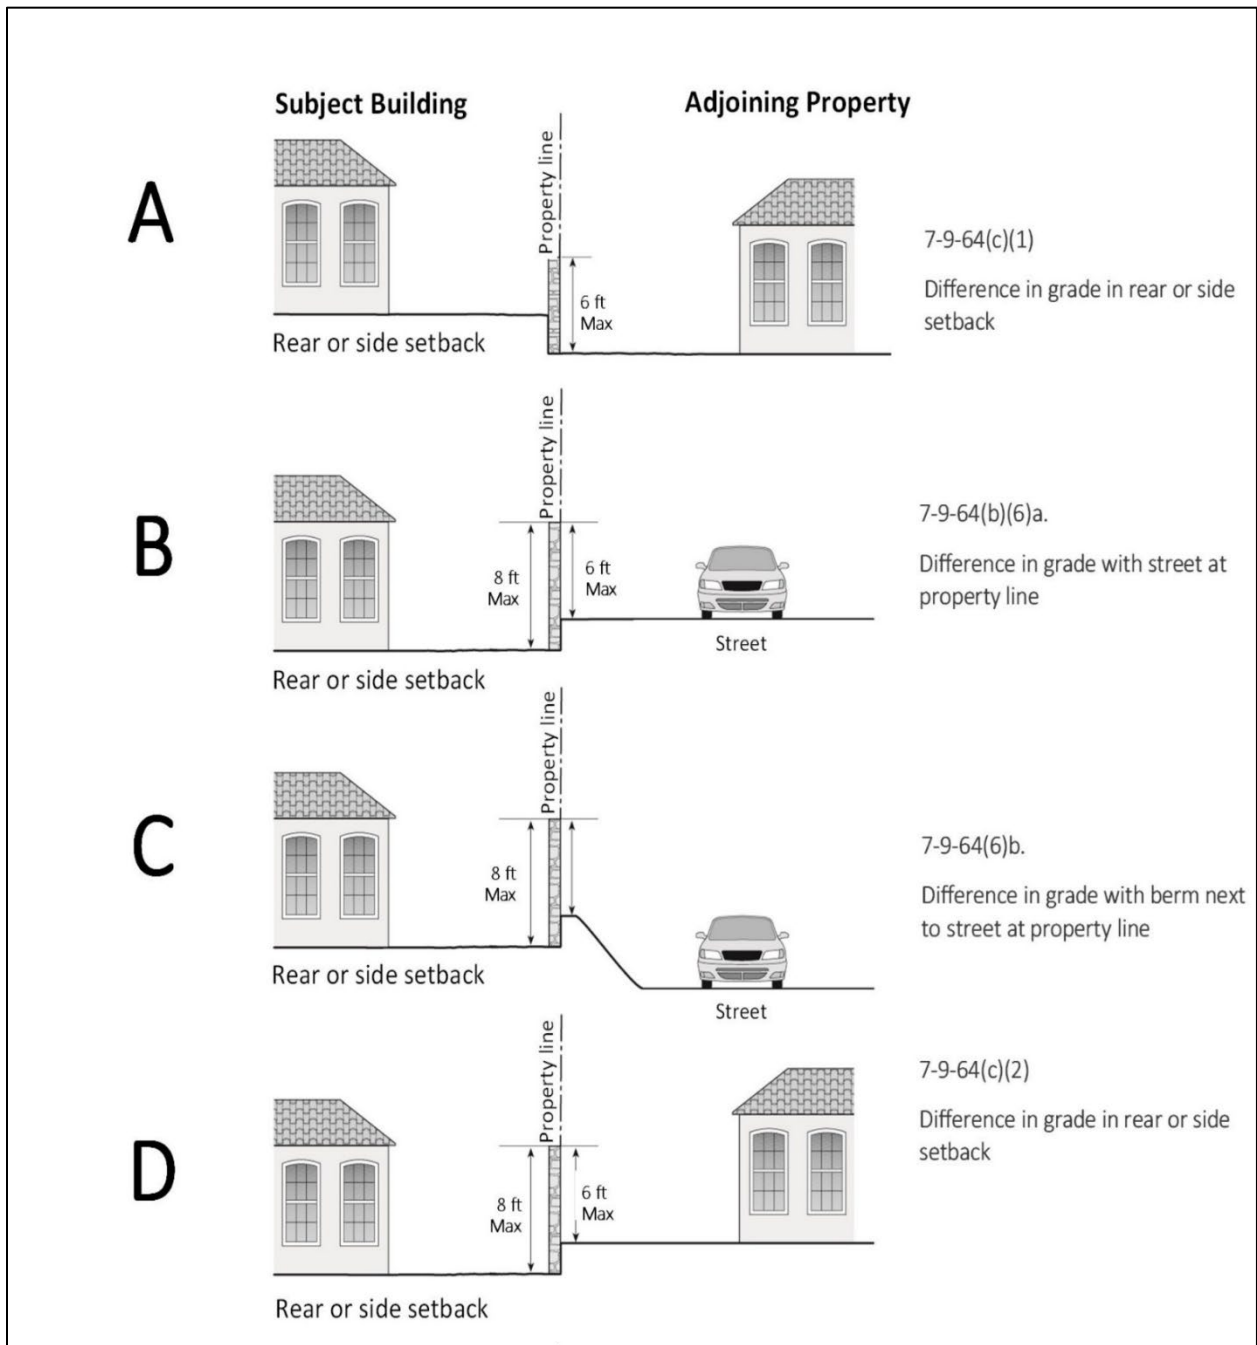 Subject Building
Adjoining Property
A
Property line
6 ft
Max
Rear or side setback
7-9-64(c)(1)
Difference in grade in rear or side
setback
B
Property line
8 ft
Max
6 ft
Max
Street
Rear or side setback
7-9-64(b)(6)a.
Difference in grade with street at
property line
C
Property line
8 ft
Max
Rear or side setback
Street
7-9-64(6)b.
Difference in grade with berm next
to street at property line
D
Property line
8 ft
Max
6 ft
Max
Rear or side setback
7-9-64(c)(2)
Difference in grade in rear or side
setback